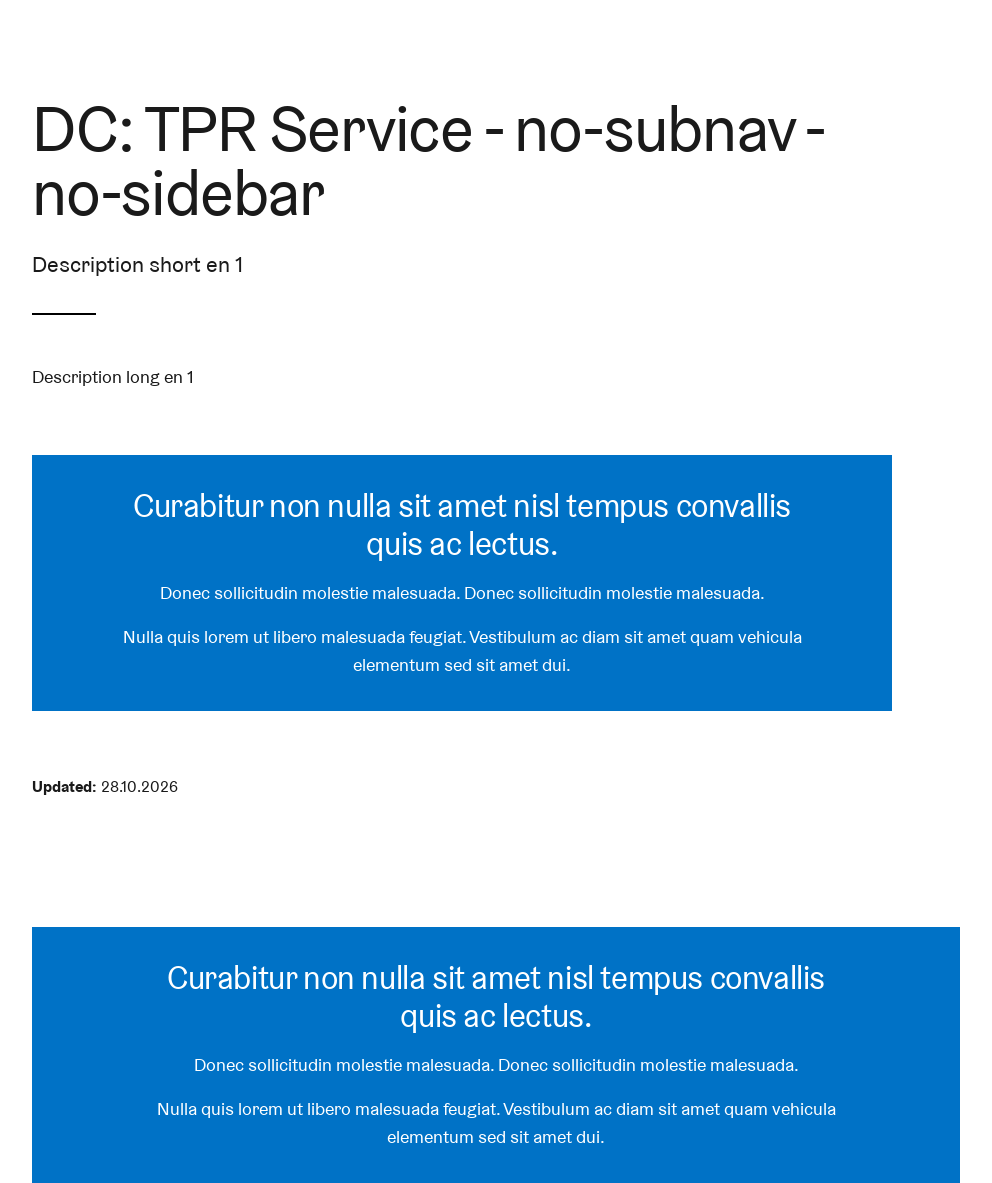 DC: TPR Service - no-subnav -
no-sidebar
Description short en 1
Description long en 1
Curabitur non nulla sit amet nisl tempus convallis
quis ac lectus.
Donec sollicitudin molestie malesuada. Donec sollicitudin molestie malesuada.
Nulla quis lorem ut libero malesuada feugiat. Vestibulum ac diam sit amet quam vehicula
elementum sed sit amet dui.
Updated: 28.10.2026
Curabitur non nulla sit amet nisl tempus convallis
quis ac lectus.
Donec sollicitudin molestie malesuada. Donec sollicitudin molestie malesuada.
Nulla quis lorem ut libero malesuada feugiat. Vestibulum ac diam sit amet quam vehicula
elementum sed sit amet dui.